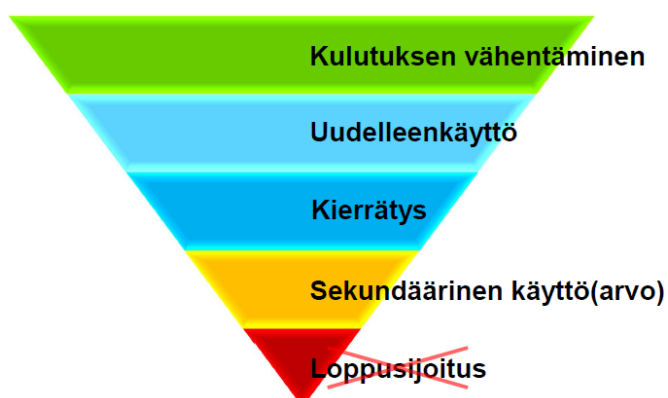 Kulutuksen vähentäminen
Uudelleenkäyttö
Kierrätys
Sekundäärinen käyttö(arvo)
Loppusijoitus